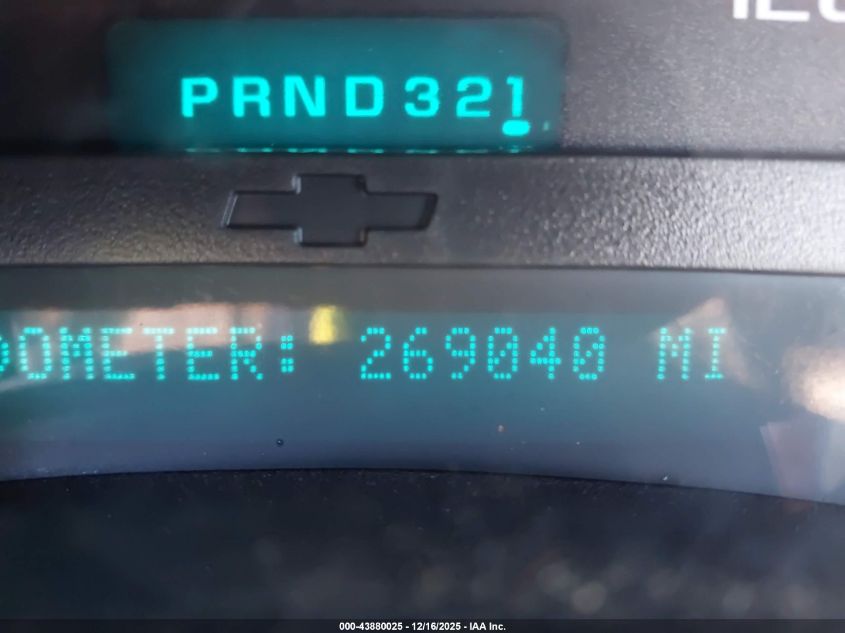 PRND321
ODOMETER: 269040 MI
000-43880025 - 12/16/2025 - IAA Inc.